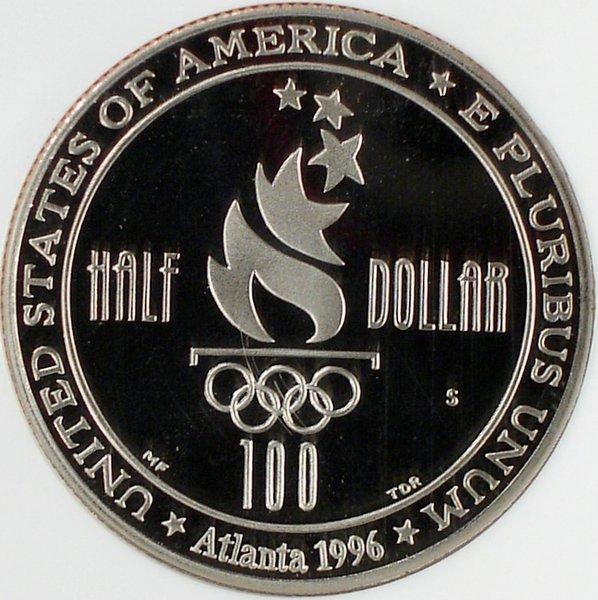 UNITED STATES OF AMERICA ★ E PLURIBUS UNUM ★ Atlanta 1996 ★
HALF DOLLAR
S
100
MF
TDR